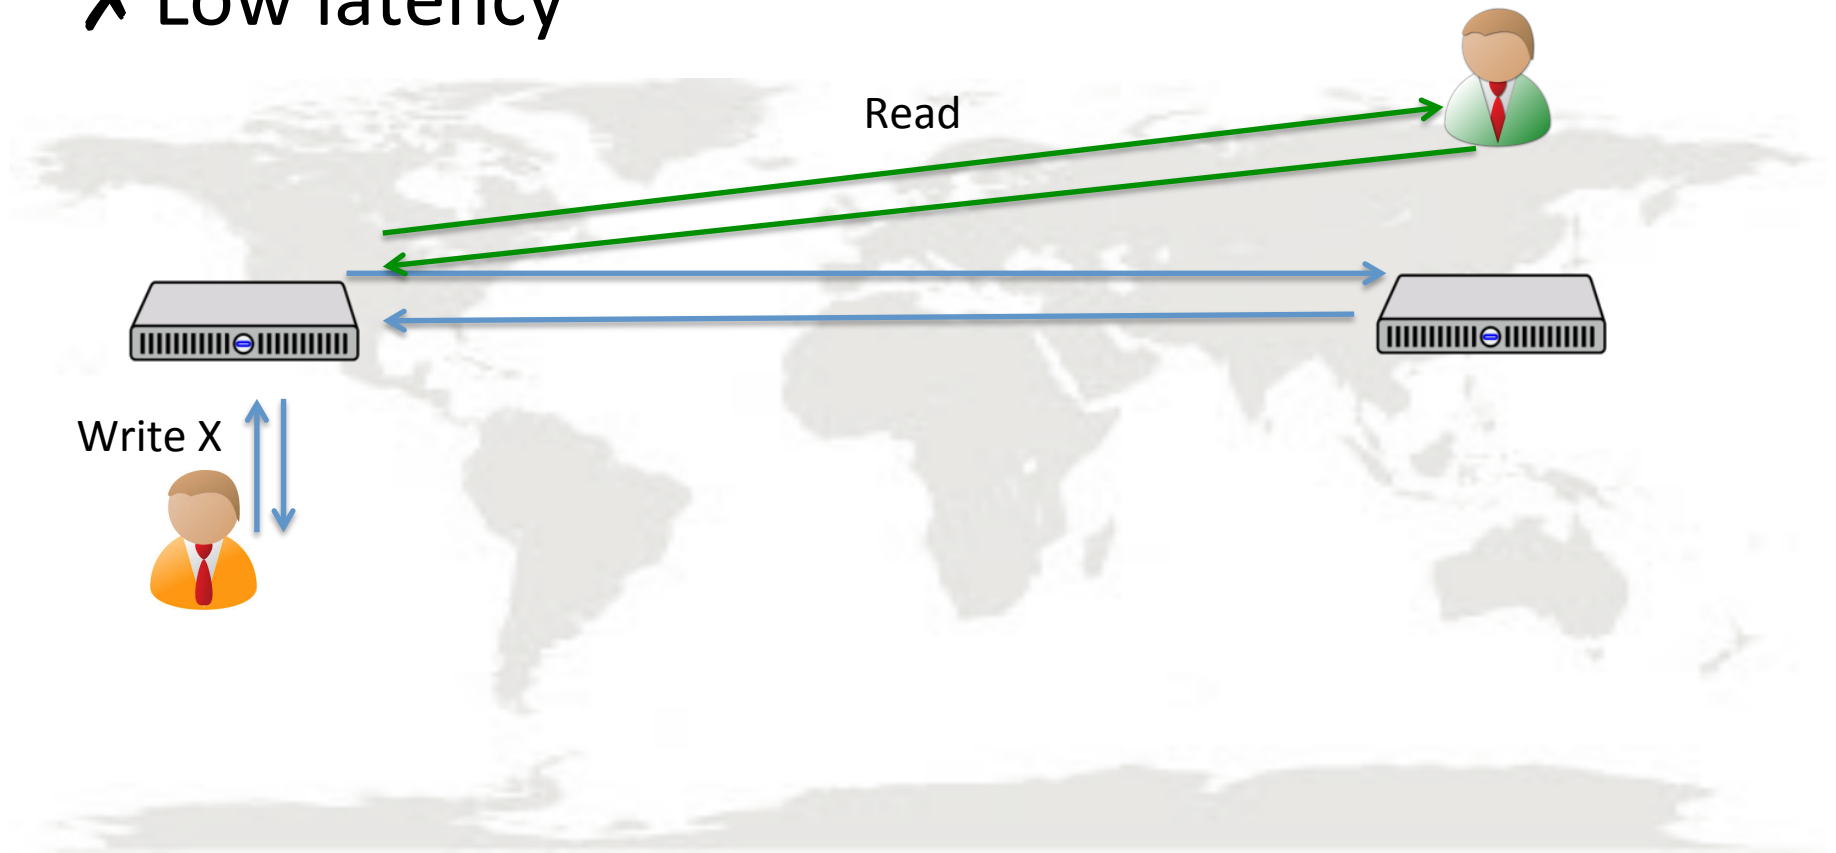 ✗ Low latency
Read
Write X